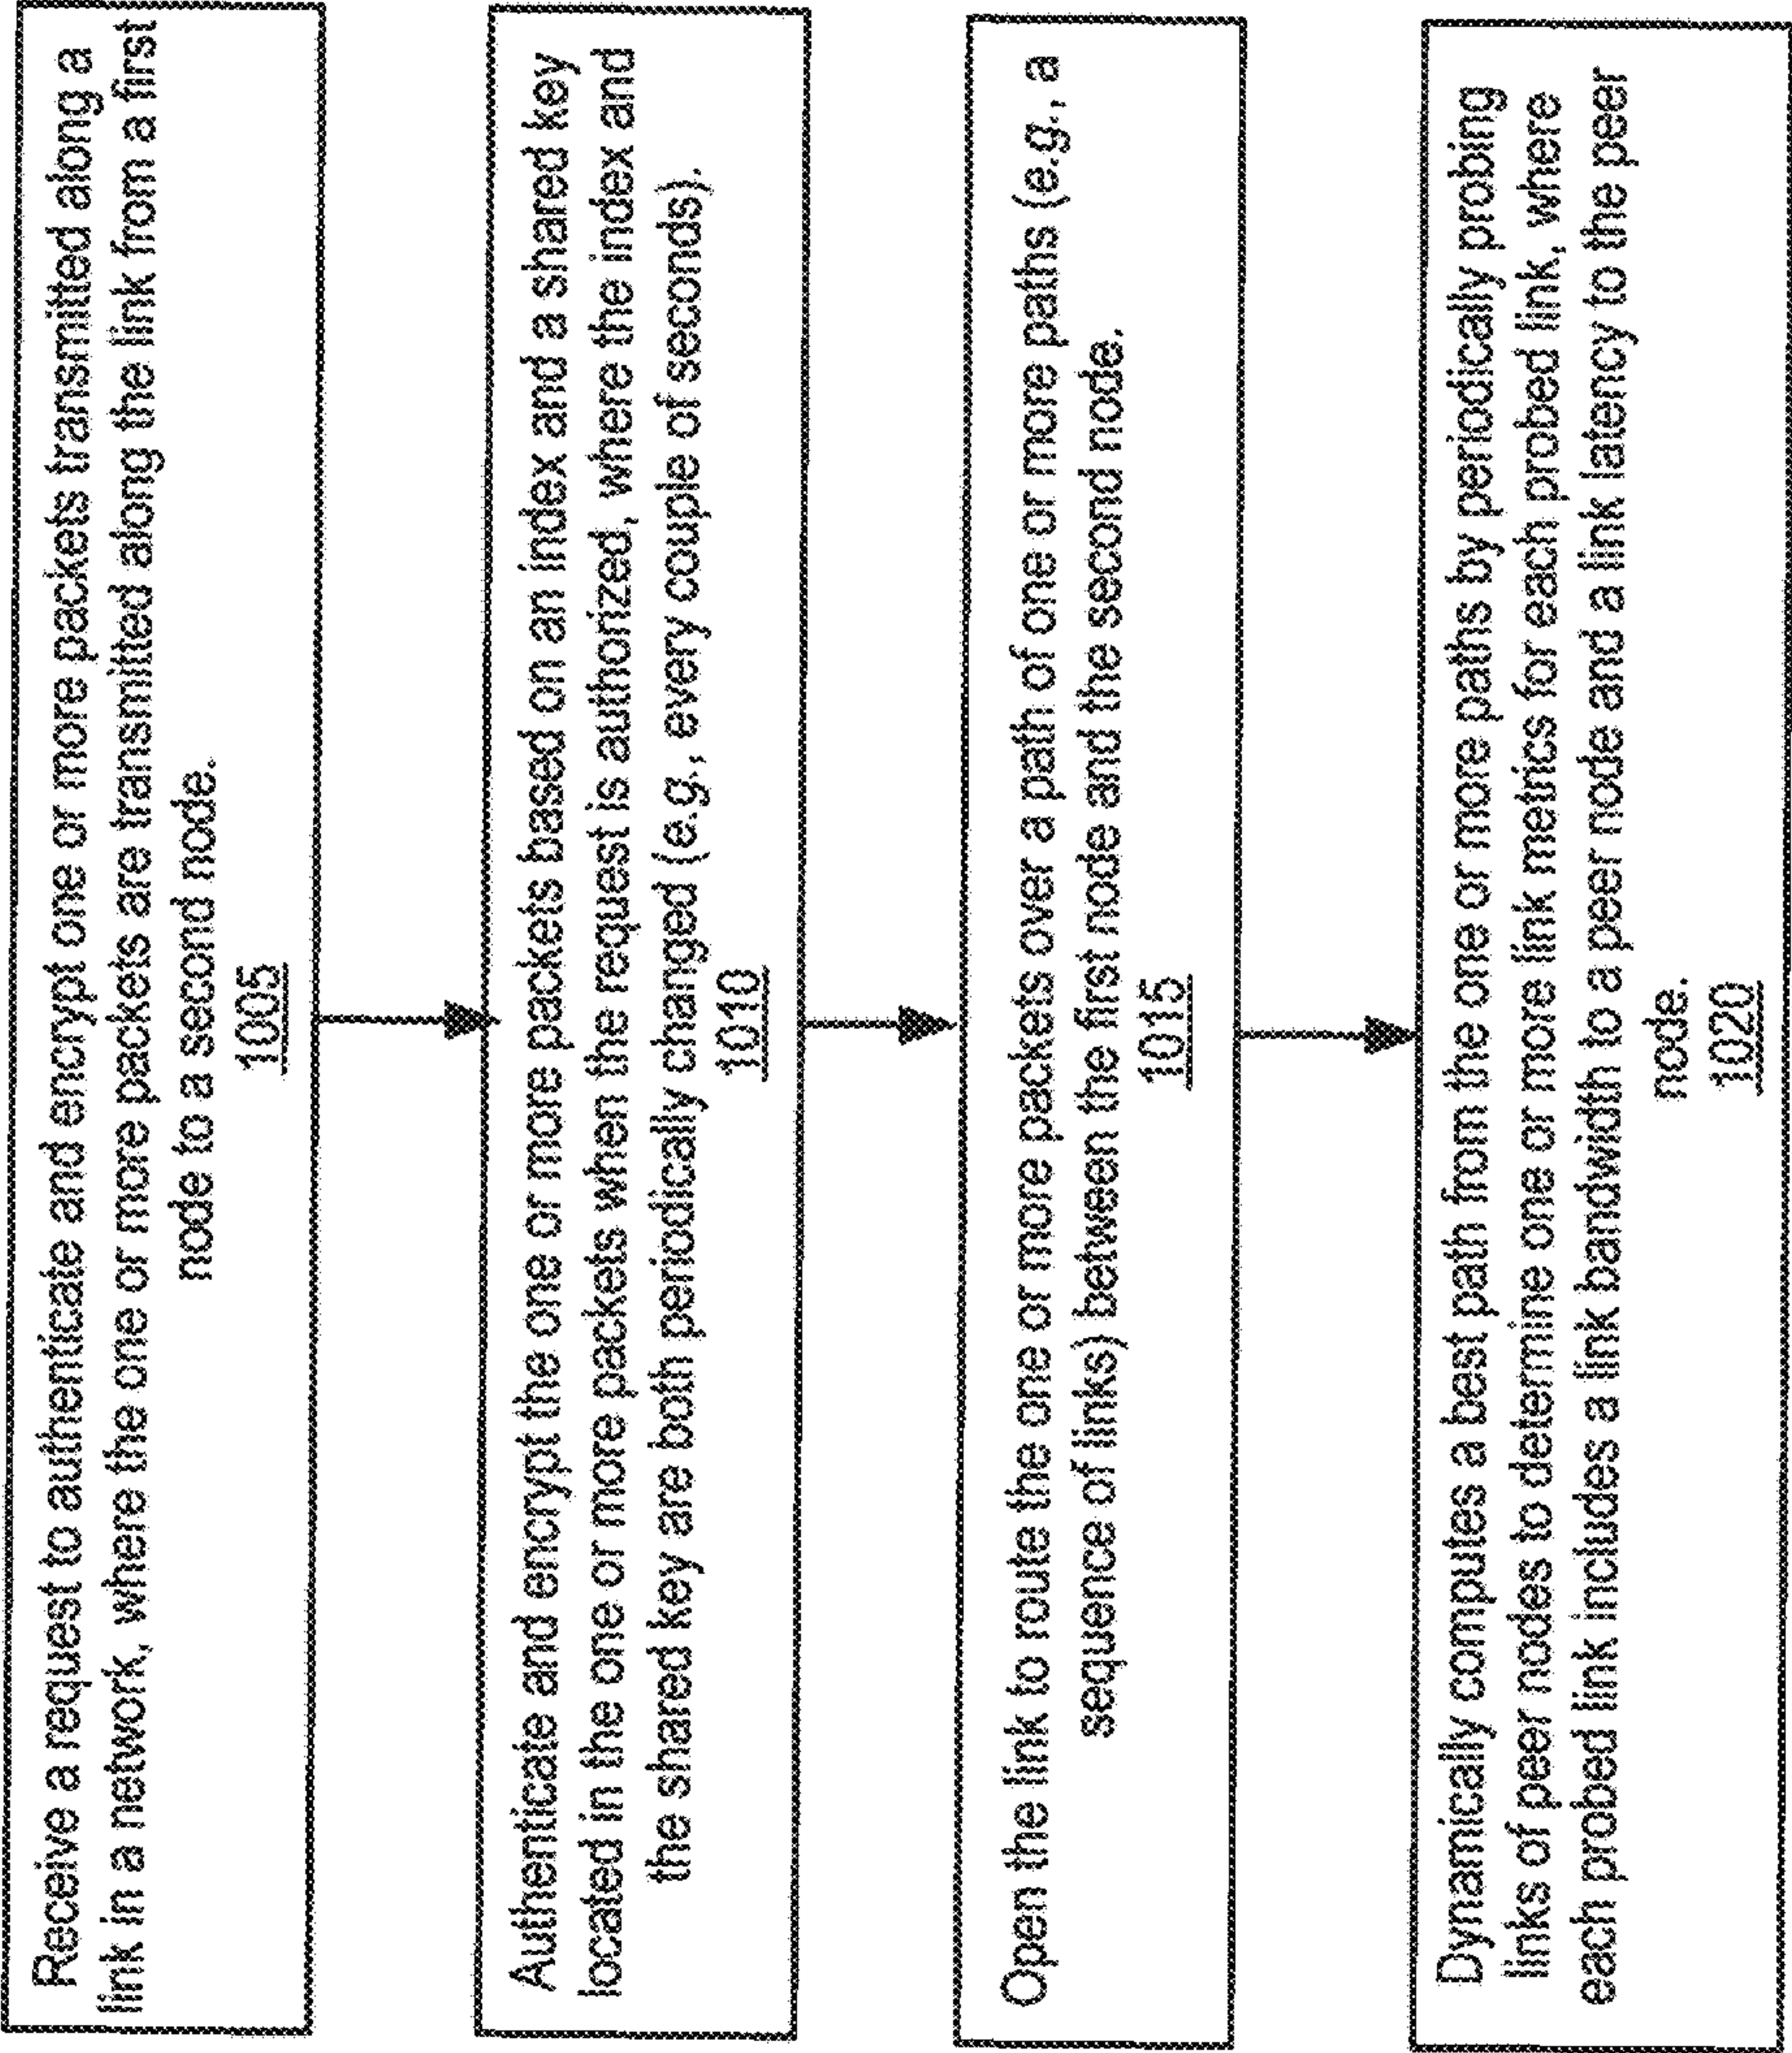 Receive a request to authenticate and encrypt one or more packets transmitted along a
link in a network, where the one or more packets are transmitted along the link from a first
node to a second node.
1005
Authenticate and encrypt the one or more packets based on an index and a shared key
located in the one or more packets when the request is authorized, where the index and
the shared key are both periodically changed (e.g., every couple of seconds).
1010
Open the link to route the one or more packets over a path of one or more paths (e.g., a
sequence of links) between the first node and the second node.
1015
Dynamically computes a best path from the one or more paths by periodically probing
links of peer nodes to determine one or more link metrics for each probed link, where
each probed link includes a link bandwidth to a peer node and a link latency to the peer
node.
1020